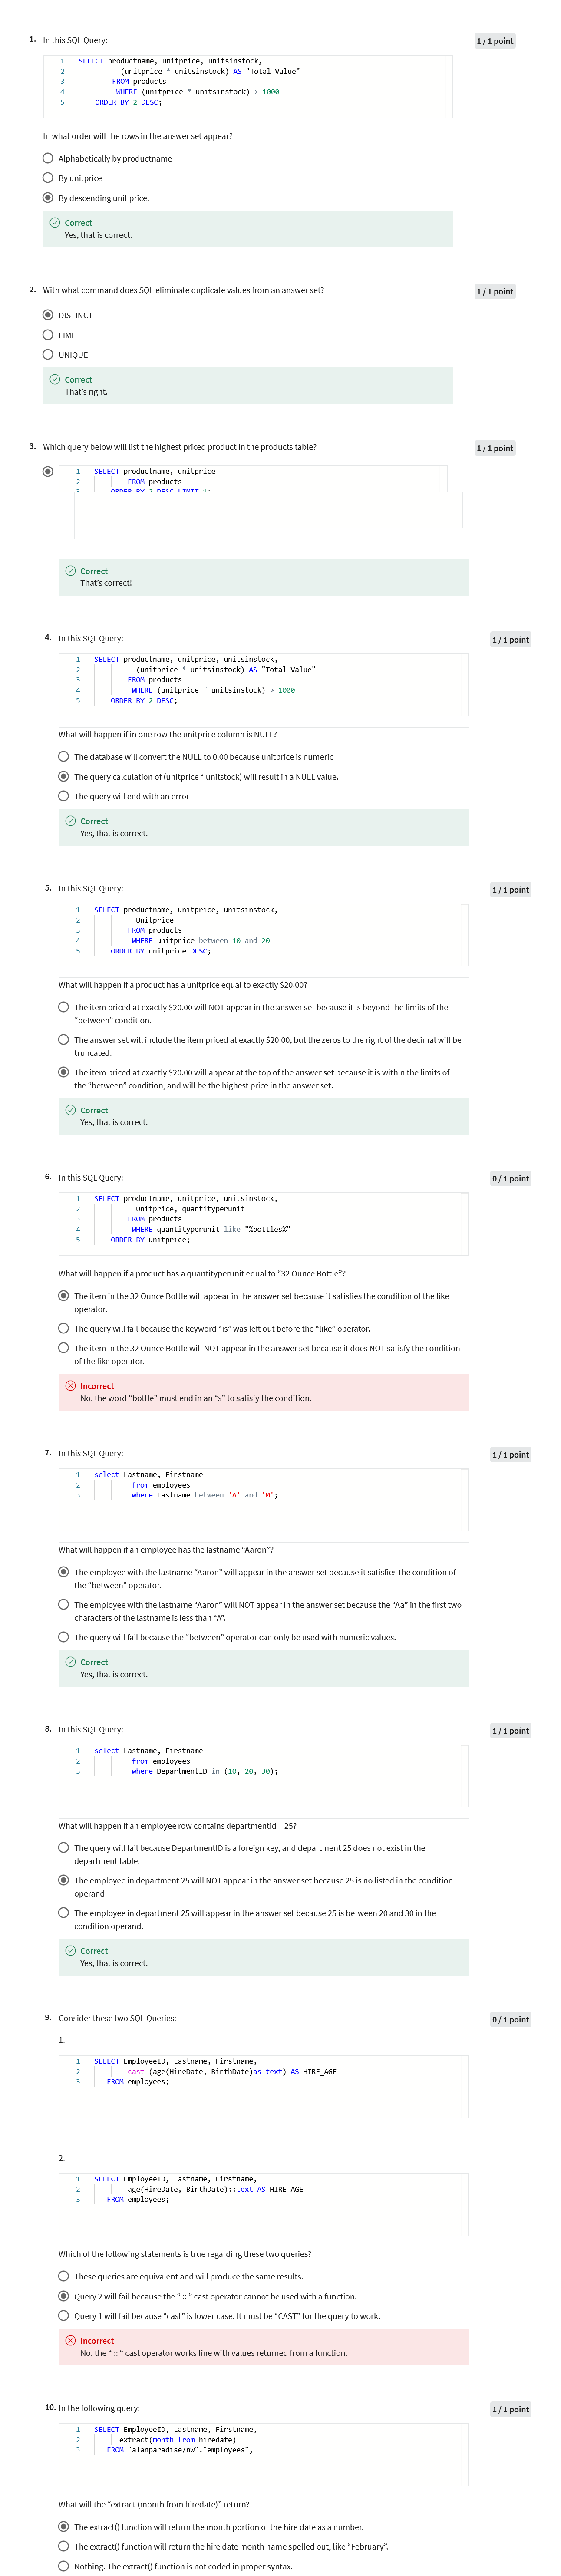 1. In this SQL Query:
1 / 1 point
1 SELECT productname, unitprice, unitsinstock,
2 (unitprice * unitsinstock) AS "Total Value"
3 FROM products
4 WHERE (unitprice * unitsinstock) > 1000
5 ORDER BY 2 DESC;
In what order will the rows in the answer set appear?
Alphabetically by productname
By unitprice
By descending unit price.
Correct
Yes, that is correct.
2. With what command does SQL eliminate duplicate values from an answer set?
1 / 1 point
DISTINCT
LIMIT
UNIQUE
Correct
That's right.
3. Which query below will list the highest priced product in the products table?
1 / 1 point
1 SELECT productname, unitprice
2 FROM products
3 ORDER BY 2 DESC LIMIT 1;
Correct
That's correct!
4. In this SQL Query:
1 / 1 point
1 SELECT productname, unitprice, unitsinstock,
2 (unitprice * unitsinstock) AS "Total Value"
3 FROM products
4 WHERE (unitprice * unitsinstock) > 1000
5 ORDER BY 2 DESC;
What will happen if in one row the unitprice column is NULL?
The database will convert the NULL to 0.00 because unitprice is numeric
The query calculation of (unitprice * unitstock) will result in a NULL value.
The query will end with an error
Correct
Yes, that is correct.
5. In this SQL Query:
1 / 1 point
1 SELECT productname, unitprice, unitsinstock,
2 Unitprice
3 FROM products
4 WHERE unitprice between 10 and 20
5 ORDER BY unitprice DESC;
What will happen if a product has a unitprice equal to exactly $20.00?
The item priced at exactly $20.00 will NOT appear in the answer set because it is beyond the limits of the
"between" condition.
The answer set will include the item priced at exactly $20.00, but the zeros to the right of the decimal will be
truncated.
The item priced at exactly $20.00 will appear at the top of the answer set because it is within the limits of
the "between" condition, and will be the highest price in the answer set.
Correct
Yes, that is correct.
6. In this SQL Query:
0 / 1 point
1 SELECT productname, unitprice, unitsinstock,
2 Unitprice, quantityperunit
3 FROM products
4 WHERE quantityperunit like "%bottles%"
5 ORDER BY unitprice;
What will happen if a product has a quantityperunit equal to "32 Ounce Bottle"?
The item in the 32 Ounce Bottle will appear in the answer set because it satisfies the condition of the like
operator.
The query will fail because the keyword "is" was left out before the "like" operator.
The item in the 32 Ounce Bottle will NOT appear in the answer set because it does NOT satisfy the condition
of the like operator.
Incorrect
No, the word "bottle" must end in an "s" to satisfy the condition.
7. In this SQL Query:
1 / 1 point
1 select Lastname, Firstname
2 from employees
3 where Lastname between 'A' and 'M';
What will happen if an employee has the lastname "Aaron"?
The employee with the lastname "Aaron" will appear in the answer set because it satisfies the condition of
the "between" operator.
The employee with the lastname "Aaron" will NOT appear in the answer set because the "Aa" in the first two
characters of the lastname is less than "A".
The query will fail because the "between" operator can only be used with numeric values.
Correct
Yes, that is correct.
8. In this SQL Query:
1 / 1 point
1 select Lastname, Firstname
2 from employees
3 where DepartmentID in (10, 20, 30);
What will happen if an employee row contains departmentid = 25?
The query will fail because DepartmentID is a foreign key, and department 25 does not exist in the
department table.
The employee in department 25 will NOT appear in the answer set because 25 is no listed in the condition
operand.
The employee in department 25 will appear in the answer set because 25 is between 20 and 30 in the
condition operand.
Correct
Yes, that is correct.
9. Consider these two SQL Queries:
0 / 1 point
1.
1 SELECT EmployeeID, Lastname, Firstname,
2 cast (age(HireDate, BirthDate)as text) AS HIRE_AGE
3 FROM employees;
2.
1 SELECT EmployeeID, Lastname, Firstname,
2 age(HireDate, BirthDate)::text AS HIRE_AGE
3 FROM employees;
Which of the following statements is true regarding these two queries?
These queries are equivalent and will produce the same results.
Query 2 will fail because the " :: " cast operator cannot be used with a function.
Query 1 will fail because "cast" is lower case. It must be "CAST" for the query to work.
Incorrect
No, the " :: " cast operator works fine with values returned from a function.
10. In the following query:
1 / 1 point
1 SELECT EmployeeID, Lastname, Firstname,
2 extract(month from hiredate)
3 FROM "alanparadise/nw"."employees";
What will the "extract (month from hiredate)" return?
The extract() function will return the month portion of the hire date as a number.
The extract() function will return the hire date month name spelled out, like "February".
Nothing. The extract() function is not coded in proper syntax.